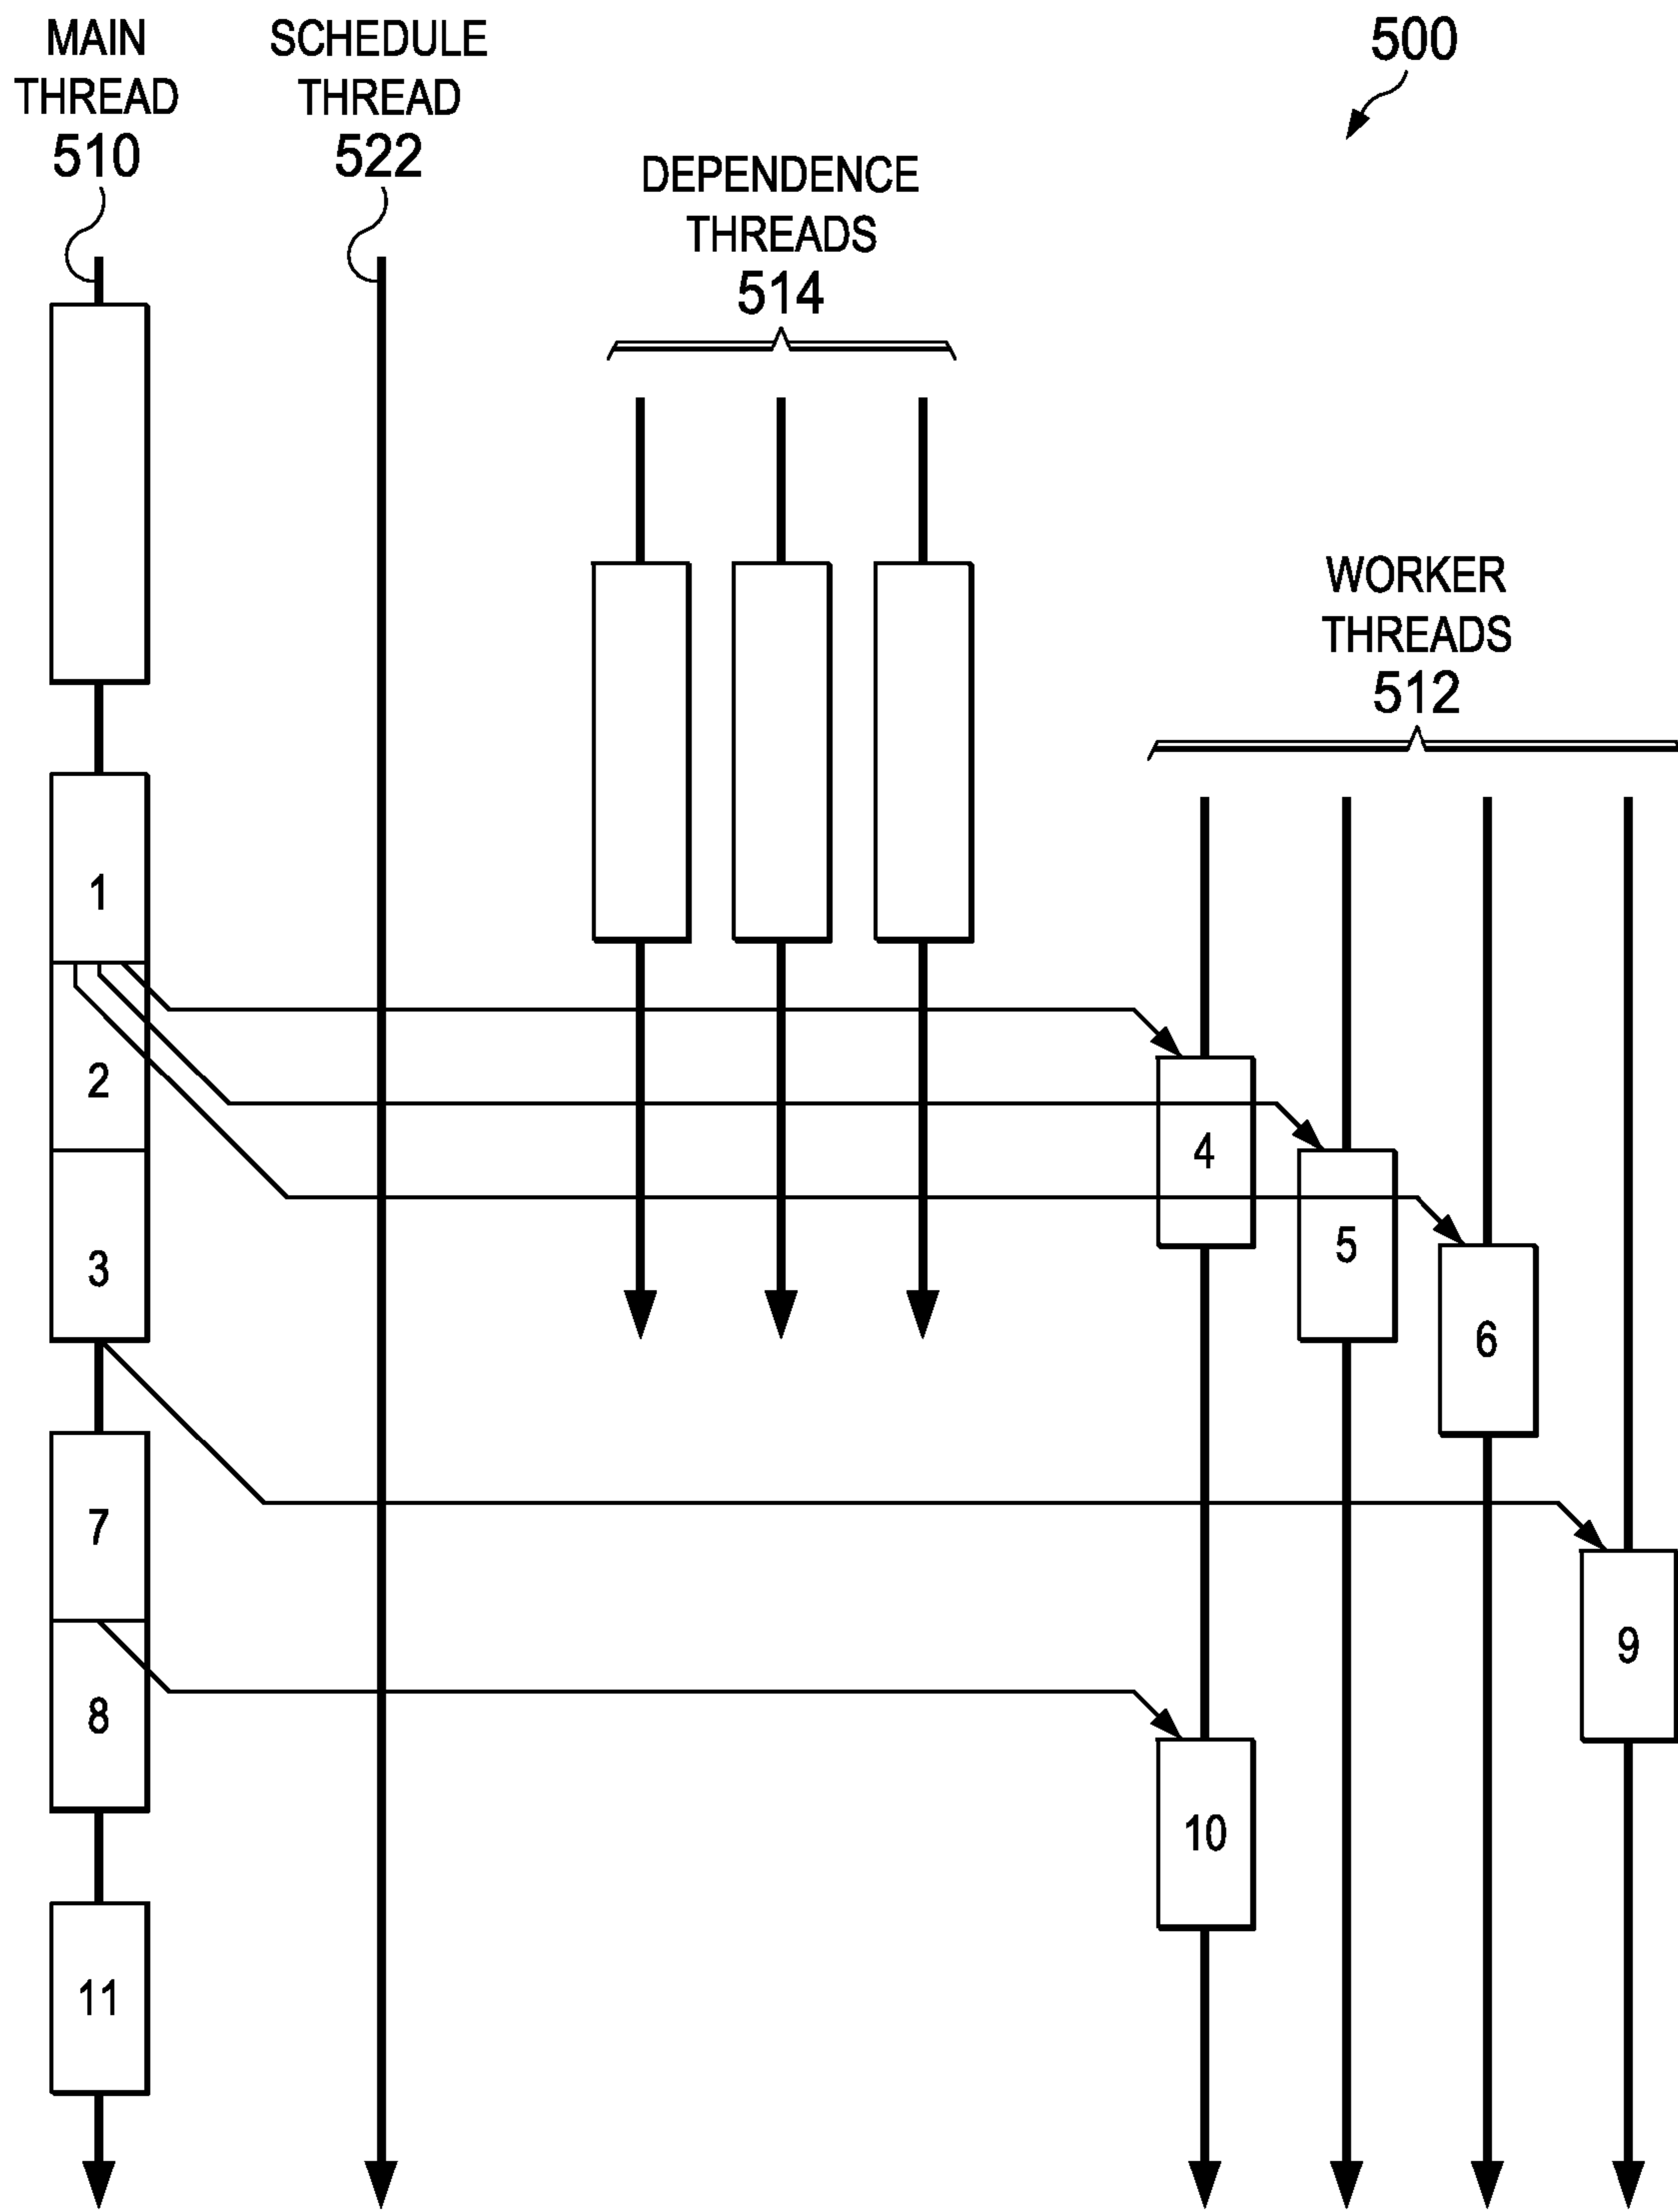 MAIN
THREAD
510
SCHEDULE
THREAD
522
500
DEPENDENCE
THREADS
514
WORKER
THREADS
512
1
2
3
4
5
6
7
8
9
10
11